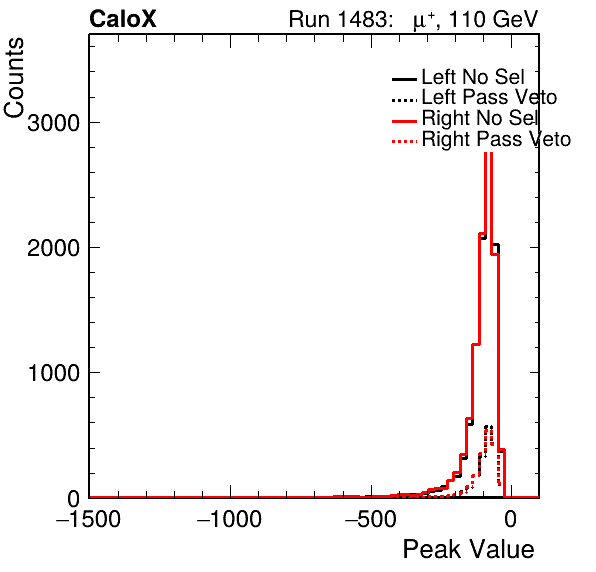 CaloX Run 1483: μ⁺, 110 GeV
Counts
Left No Sel
Left Pass Veto
Right No Sel
Right Pass Veto
3000
2000
1000
0
−1500 −1000 −500 0
Peak Value